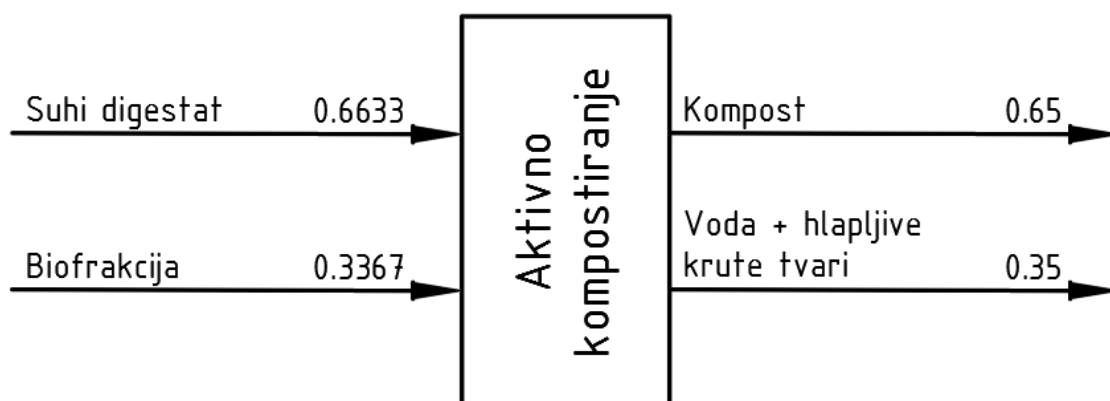 Suhi digestat 0.6633
Biofrakcija 0.3367
Aktivno
kompostiranje
Kompost 0.65
Voda + hlapljive
krute tvari 0.35